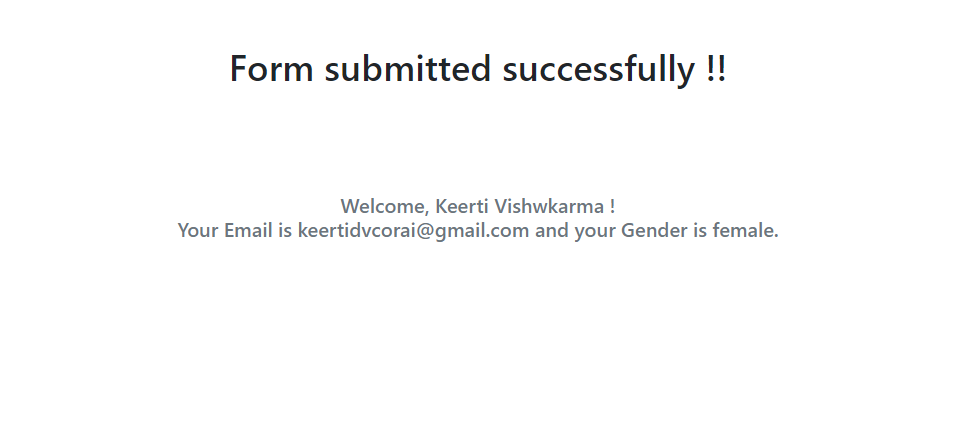 Form submitted successfully !!
Welcome, Keerti Vishwkarma !
Your Email is keertidvcorai@gmail.com and your Gender is female.